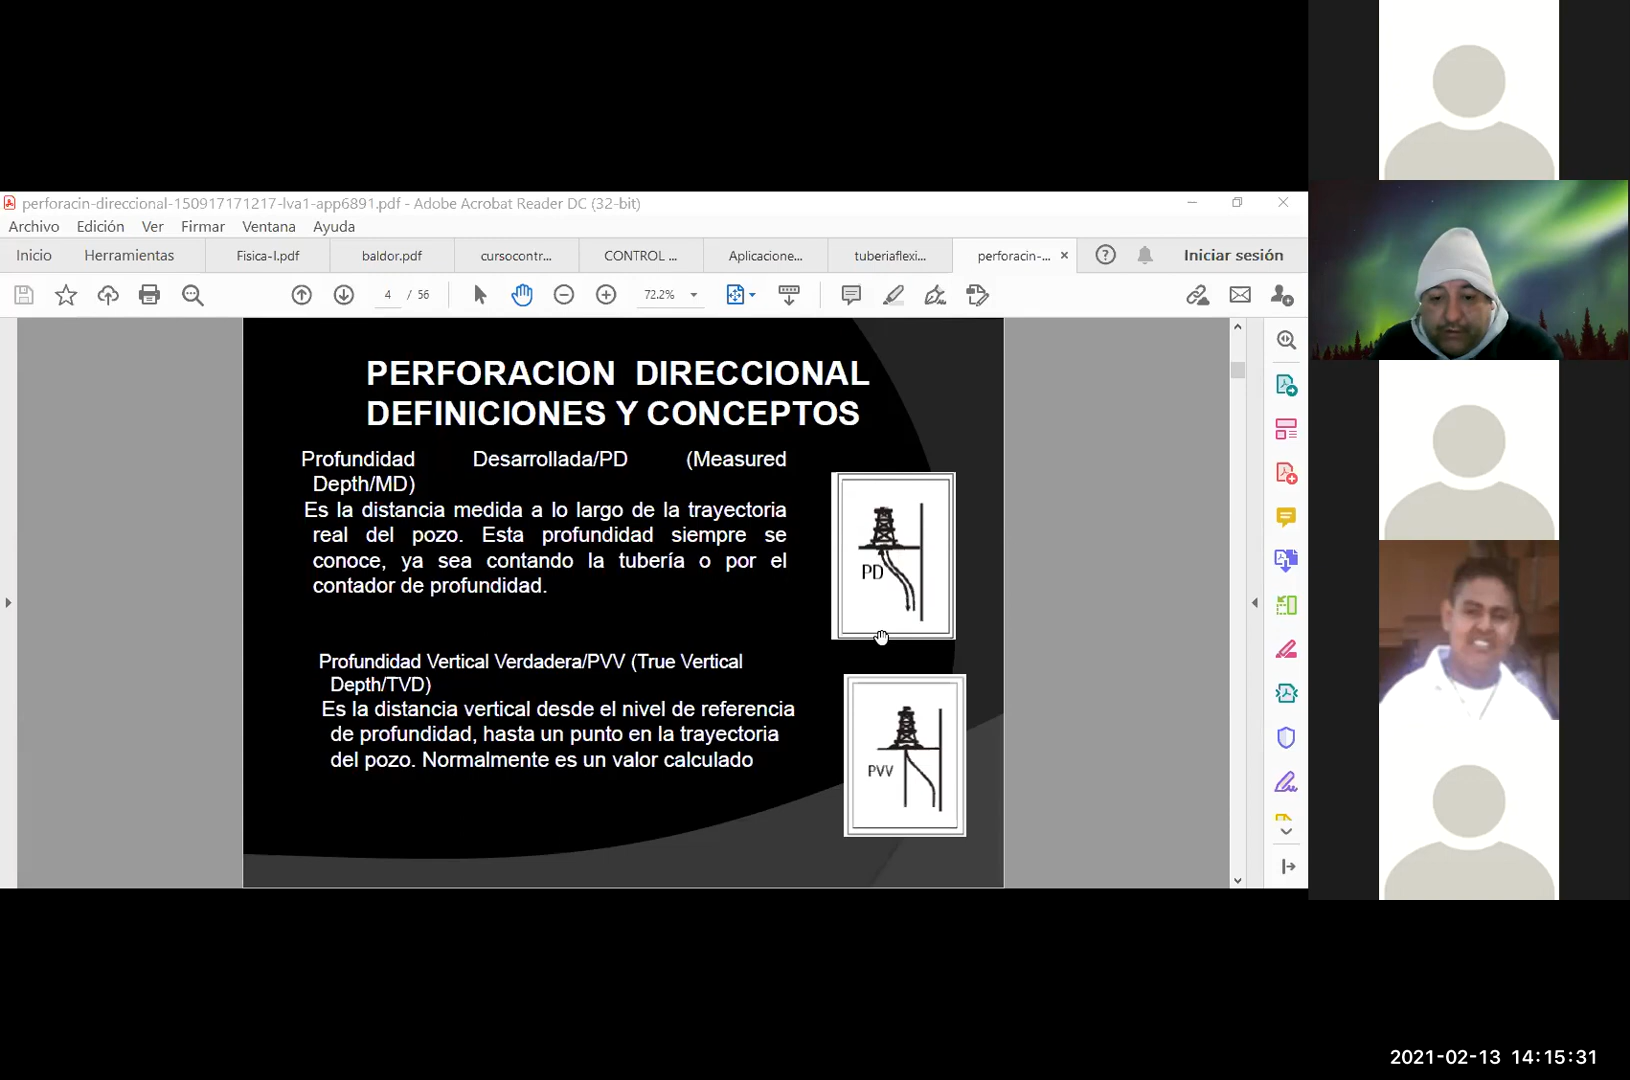 perforacin-direccional-150917171217-lva1-app6891.pdf - Adobe Acrobat Reader DC (32-bit)
Archivo Edición Ver Firmar Ventana Ayuda
Inicio Herramientas Fisica-I.pdf baldor.pdf cursocontr... CONTROL ... Aplicacione... tuberiaflexi... perforacin-... Iniciar sesión
4 / 56 72.2%
PERFORACION DIRECCIONAL
DEFINICIONES Y CONCEPTOS
Profundidad Desarrollada/PD (Measured
Depth/MD)
Es la distancia medida a lo largo de la trayectoria
real del pozo. Esta profundidad siempre se
conoce, ya sea contando la tubería o por el
contador de profundidad.
PD
Profundidad Vertical Verdadera/PVV (True Vertical
Depth/TVD)
Es la distancia vertical desde el nivel de referencia
de profundidad, hasta un punto en la trayectoria
del pozo. Normalmente es un valor calculado
PVV
2021-02-13 14:15:31